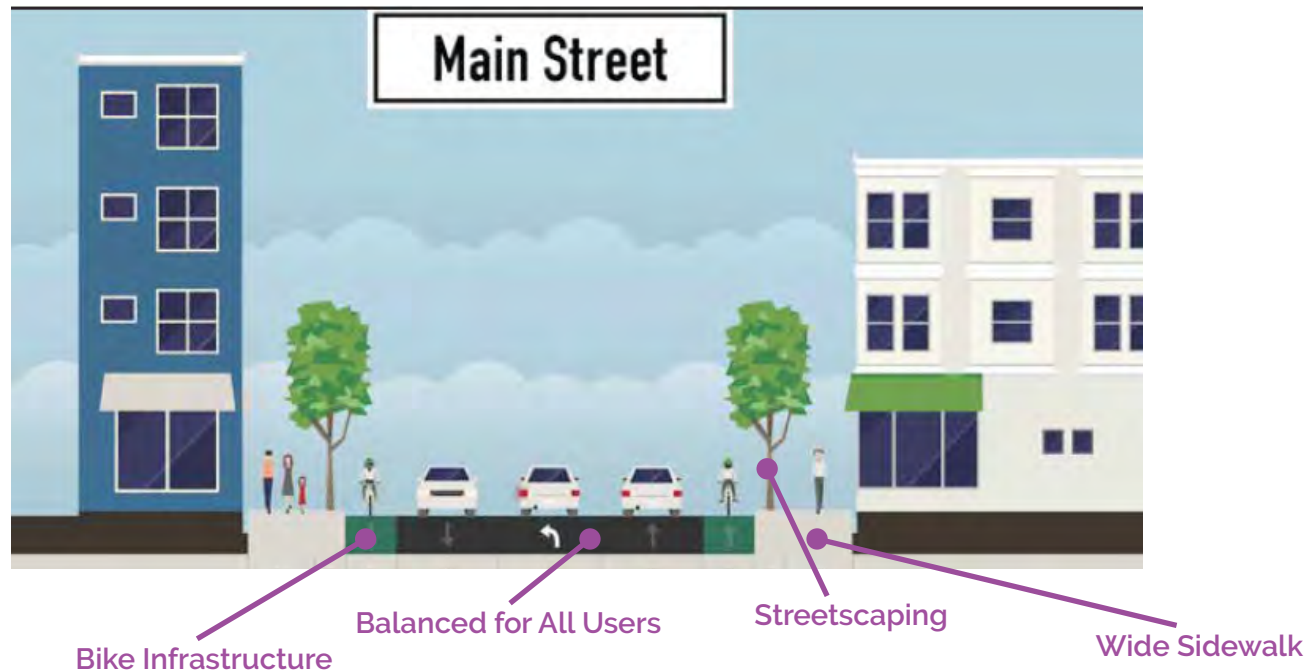 Main Street
Balanced for All Users
Streetscaping
Wide Sidewalk
Bike Infrastructure